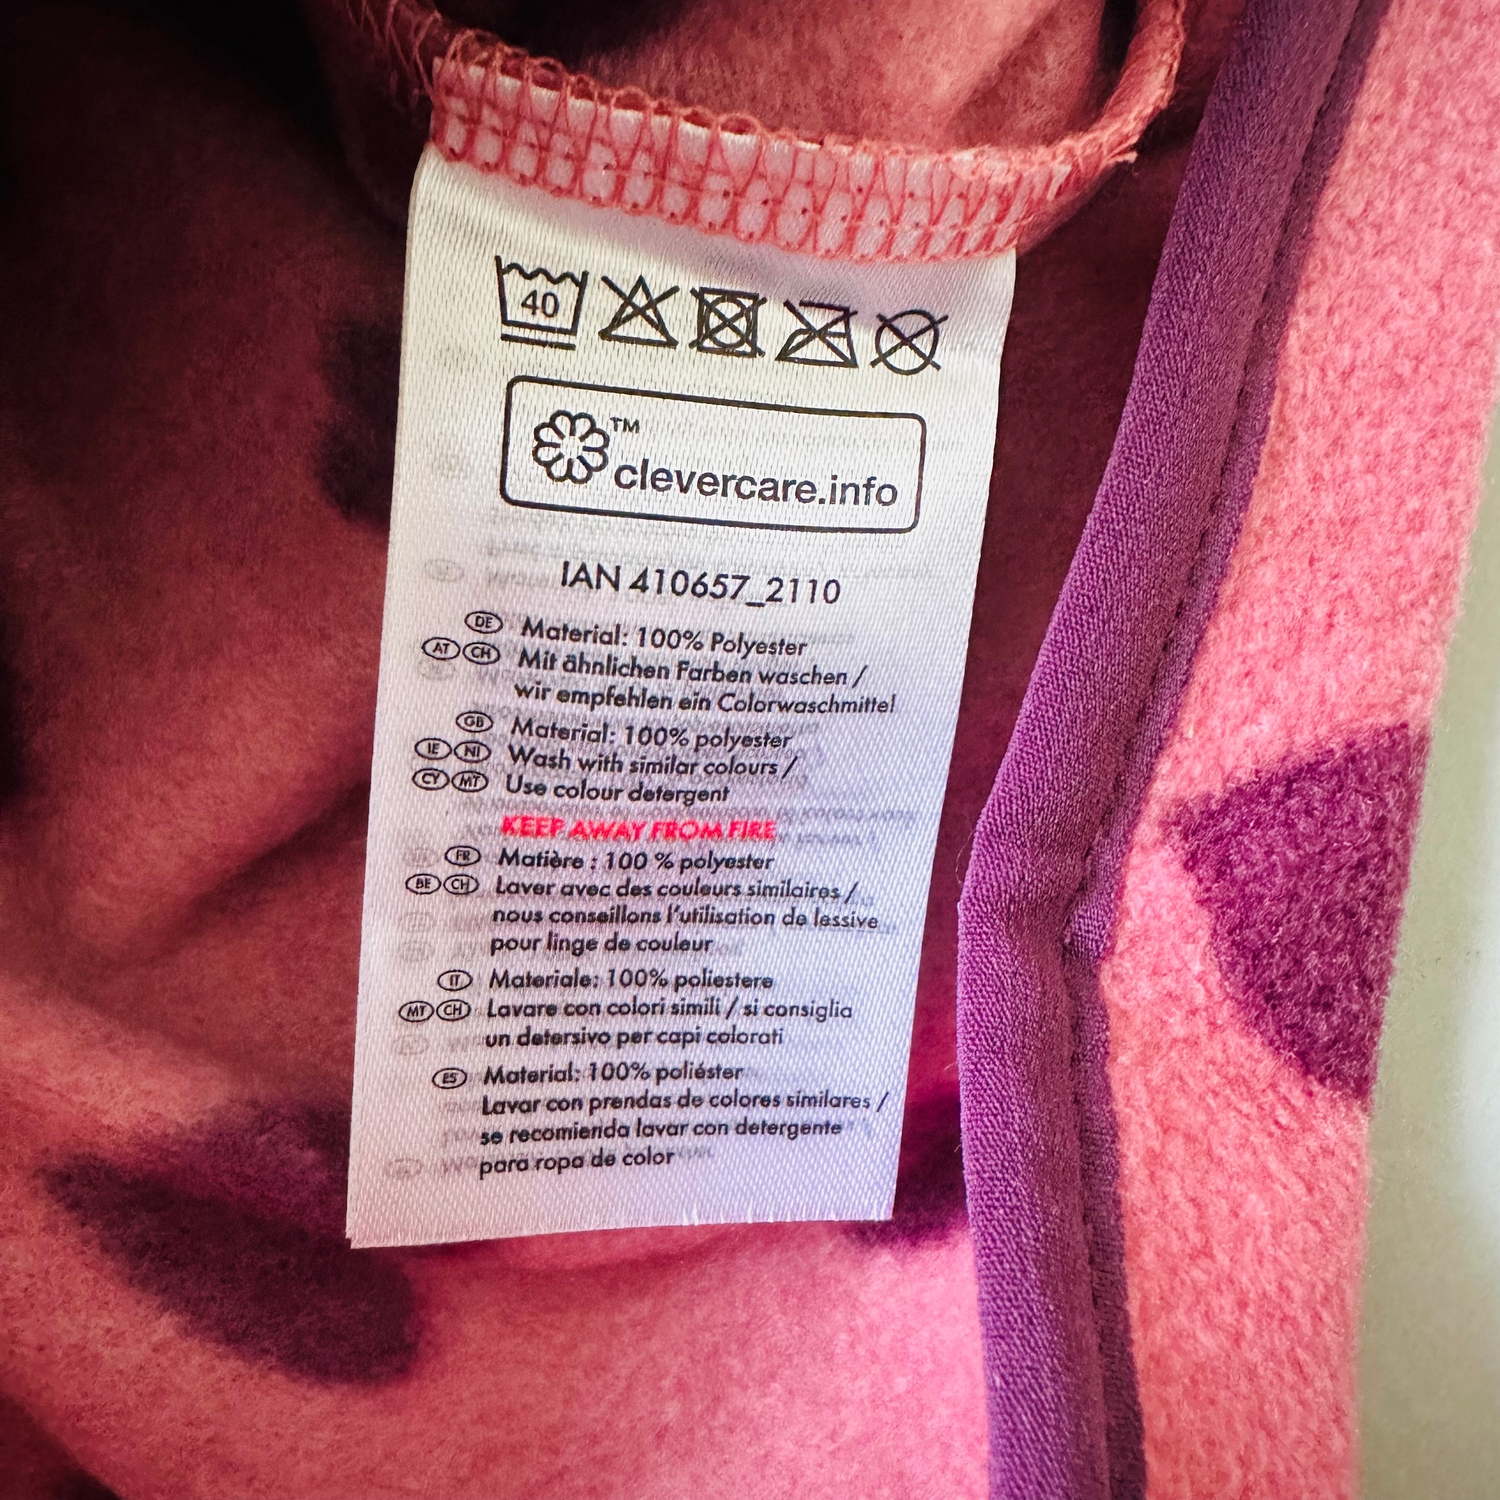 40
™
clevercare.info
IAN 410657_2110
DE Material: 100% Polyester
AT CH Mit ähnlichen Farben waschen /
wir empfehlen ein Colorwaschmittel
GB Material: 100% polyester
IE NI Wash with similar colours /
CY MT Use colour detergent
KEEP AWAY FROM FIRE
FR Matière : 100 % polyester
BE CH Laver avec des couleurs similaires /
nous conseillons l'utilisation de lessive
pour linge de couleur
IT Materiale: 100% poliestere
MT CH Lavare con colori simili / si consiglia
un detersivo per capi colorati
ES Material: 100% poliéster
Lavar con prendas de colores similares /
se recomienda lavar con detergente
para ropa de color